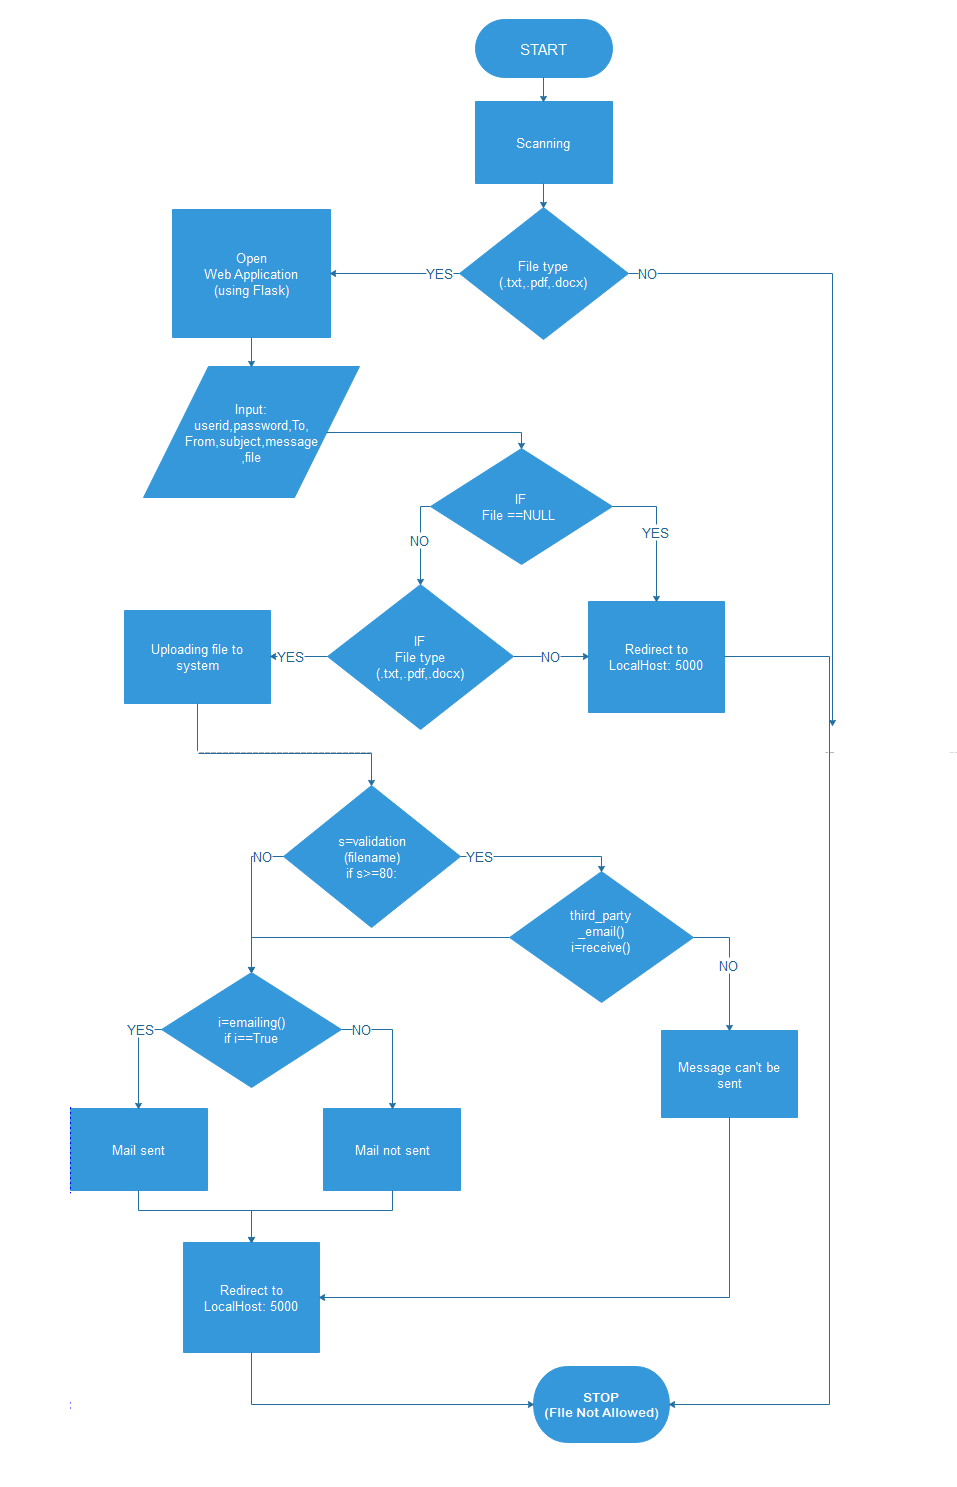 START
Scanning
File type
(.txt,.pdf,.docx)
YES
NO
Open
Web Application
(using Flask)
Input:
userid,password,To,
From,subject,message
,file
IF
File ==NULL
NO
YES
IF
File type
(.txt,.pdf,.docx)
YES
NO
Uploading file to
system
Redirect to
LocalHost: 5000
s=validation
(filename)
if s>=80:
NO
YES
third_party
_email()
i=receive()
NO
i=emailing()
if i==True
YES
NO
Message can't be
sent
Mail sent
Mail not sent
Redirect to
LocalHost: 5000
STOP
(FIle Not Allowed)